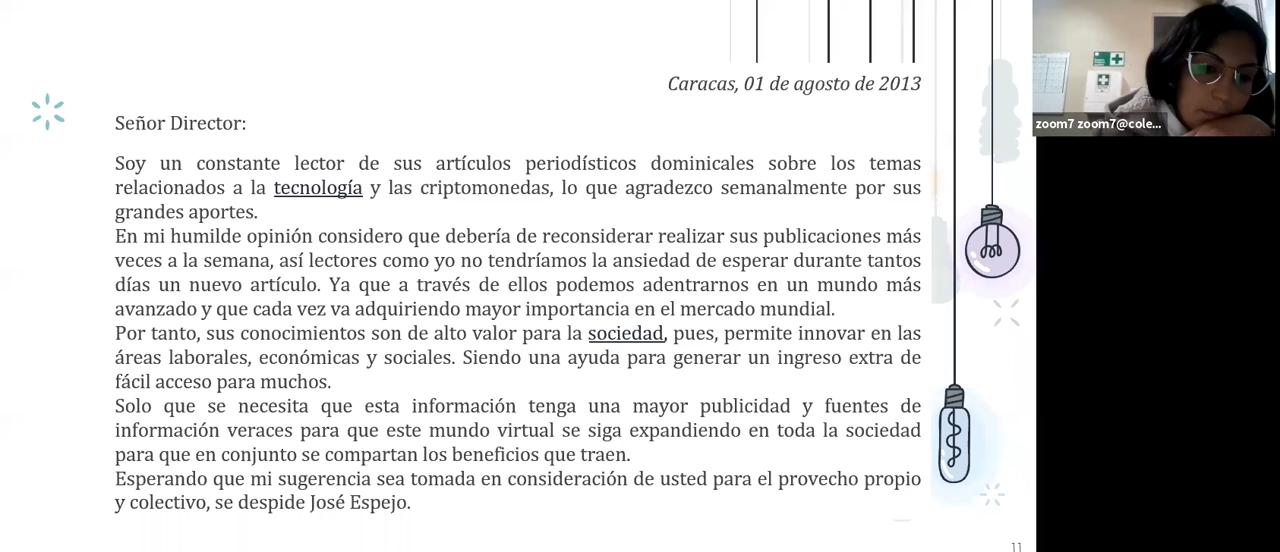 Caracas, 01 de agosto de 2013
Señor Director:
Soy un constante lector de sus artículos periodísticos dominicales sobre los temas
relacionados a la tecnología y las criptomonedas, lo que agradezco semanalmente por sus
grandes aportes.
En mi humilde opinión considero que debería de reconsiderar realizar sus publicaciones más
veces a la semana, así lectores como yo no tendríamos la ansiedad de esperar durante tantos
días un nuevo artículo. Ya que a través de ellos podemos adentrarnos en un mundo más
avanzado y que cada vez va adquiriendo mayor importancia en el mercado mundial.
Por tanto, sus conocimientos son de alto valor para la sociedad, pues, permite innovar en las
áreas laborales, económicas y sociales. Siendo una ayuda para generar un ingreso extra de
fácil acceso para muchos.
Solo que se necesita que esta información tenga una mayor publicidad y fuentes de
información veraces para que este mundo virtual se siga expandiendo en toda la sociedad
para que en conjunto se compartan los beneficios que traen.
Esperando que mi sugerencia sea tomada en consideración de usted para el provecho propio
y colectivo, se despide José Espejo.
11
zoom7 zoom7@cole...